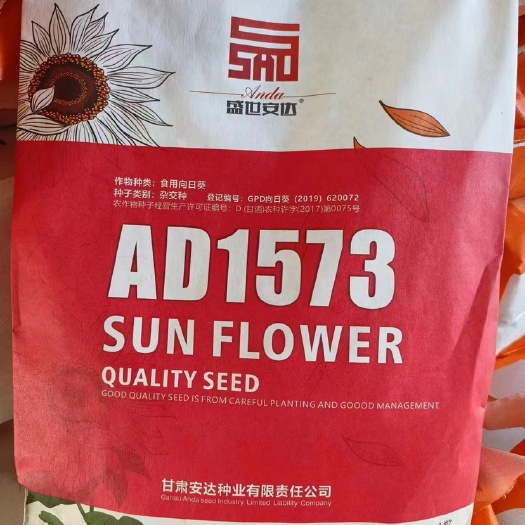 Anda
盛世安达®
作物种类：食用向日葵
种子类别：杂交种 登记编号：GPD向日葵（2019）620072
农作物种子经营生产许可证编号：D（甘酒）农种许字（2017）第0075号
AD1573
SUN FLOWER
QUALITY SEED
GOOD QUALITY SEED IS FROM CAREFUL PLANTING AND GOOOD MANAGEMENT.
甘肃安达种业有限责任公司
Gansu Anda seed Industry Limited Liability Company